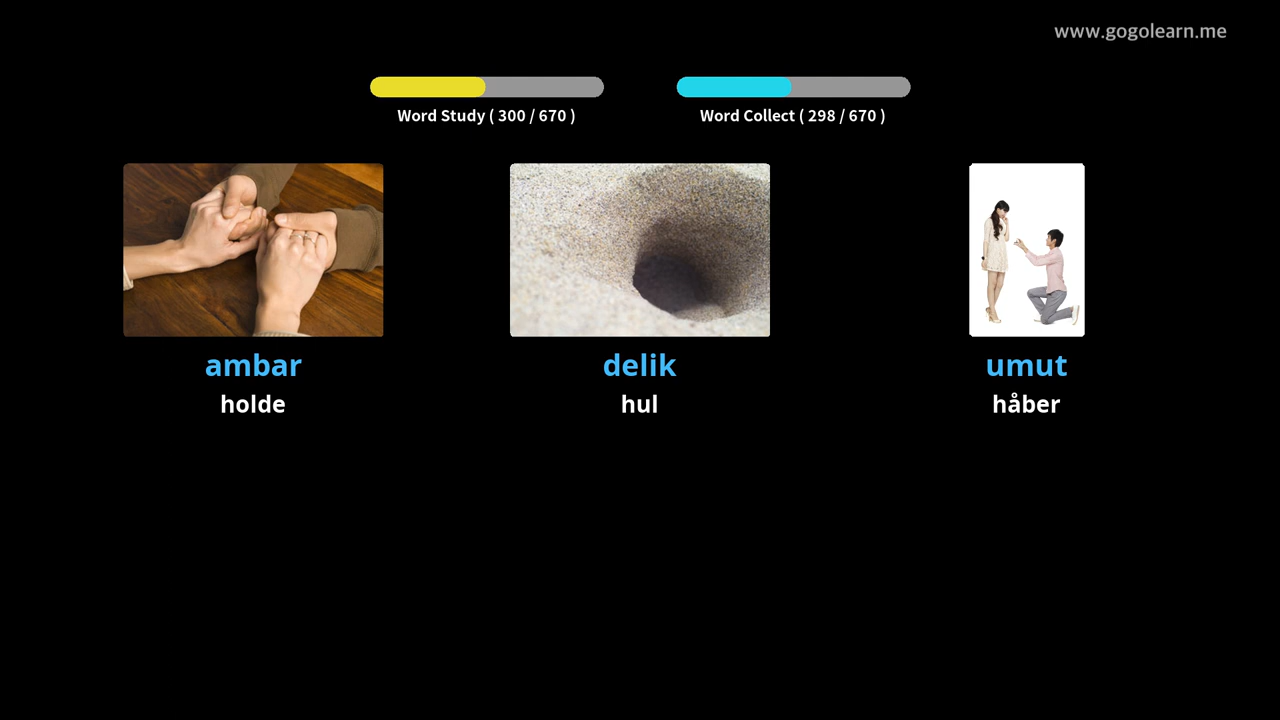 www.gogolearn.me
Word Study ( 300 / 670 )
Word Collect ( 298 / 670 )
ambar
holde
delik
hul
umut
håber